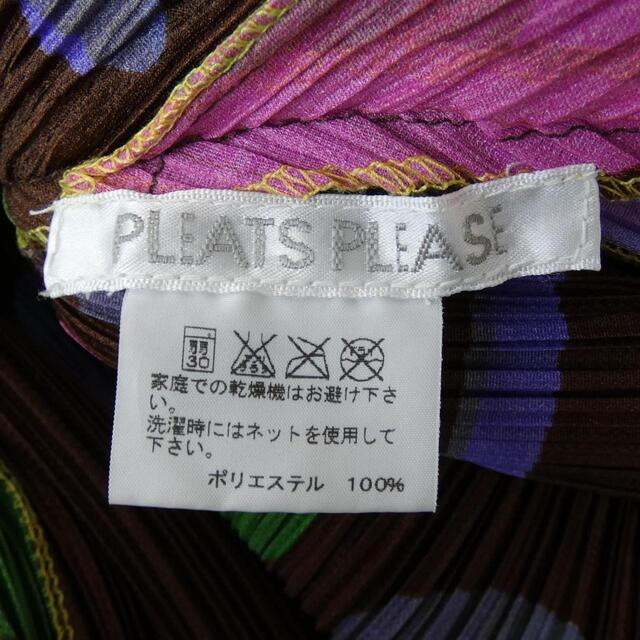 PLEATS PLEASE
弱
30
家庭での乾燥機はお避け下さ
い。
洗濯時にはネットを使用して
下さい。
ポリエステル 100%